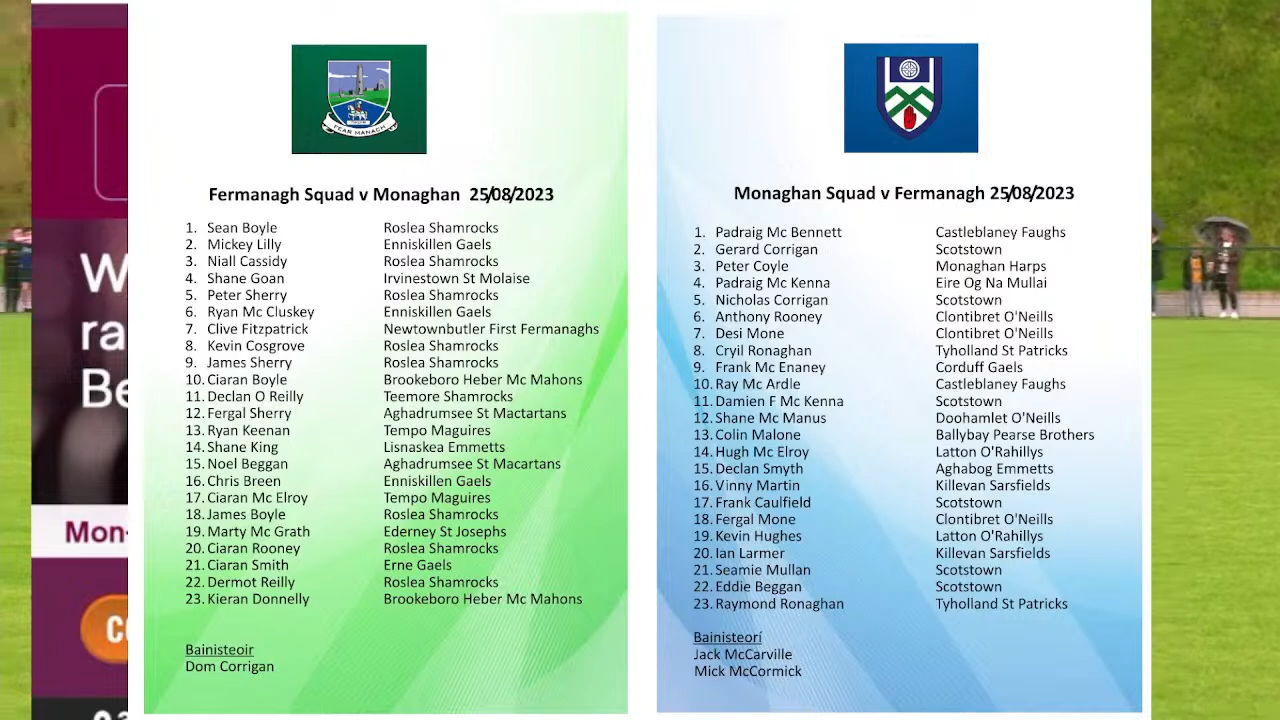 W
ra
Be
Mon-
FEAR MANACH
Fermanagh Squad v Monaghan 25/08/2023
1. Sean Boyle Roslea Shamrocks
2. Mickey Lilly Enniskillen Gaels
3. Niall Cassidy Roslea Shamrocks
4. Shane Goan Irvinestown St Molaise
5. Peter Sherry Roslea Shamrocks
6. Ryan Mc Cluskey Enniskillen Gaels
7. Clive Fitzpatrick Newtownbutler First Fermanaghs
8. Kevin Cosgrove Roslea Shamrocks
9. James Sherry Roslea Shamrocks
10. Ciaran Boyle Brookeboro Heber Mc Mahons
11. Declan O Reilly Teemore Shamrocks
12. Fergal Sherry Aghadrumsee St Mactartans
13. Ryan Keenan Tempo Maguires
14. Shane King Lisnaskea Emmetts
15. Noel Beggan Aghadrumsee St Macartans
16. Chris Breen Enniskillen Gaels
17. Ciaran Mc Elroy Tempo Maguires
18. James Boyle Roslea Shamrocks
19. Marty Mc Grath Ederney St Josephs
20. Ciaran Rooney Roslea Shamrocks
21. Ciaran Smith Erne Gaels
22. Dermot Reilly Roslea Shamrocks
23. Kieran Donnelly Brookeboro Heber Mc Mahons
Bainisteoir
Dom Corrigan
Monaghan Squad v Fermanagh 25/08/2023
1. Padraig Mc Bennett Castleblaney Faughs
2. Gerard Corrigan Scotstown
3. Peter Coyle Monaghan Harps
4. Padraig Mc Kenna Eire Og Na Mullai
5. Nicholas Corrigan Scotstown
6. Anthony Rooney Clontibret O'Neills
7. Desi Mone Clontibret O'Neills
8. Cryil Ronaghan Tyholland St Patricks
9. Frank Mc Enaney Corduff Gaels
10. Ray Mc Ardle Castleblaney Faughs
11. Damien F Mc Kenna Scotstown
12. Shane Mc Manus Doohamlet O'Neills
13. Colin Malone Ballybay Pearse Brothers
14. Hugh Mc Elroy Latton O'Rahillys
15. Declan Smyth Aghabog Emmetts
16. Vinny Martin Killevan Sarsfields
17. Frank Caulfield Scotstown
18. Fergal Mone Clontibret O'Neills
19. Kevin Hughes Latton O'Rahillys
20. Ian Larmer Killevan Sarsfields
21. Seamie Mullan Scotstown
22. Eddie Beggan Scotstown
23. Raymond Ronaghan Tyholland St Patricks
Bainisteorí
Jack McCarville
Mick McCormick